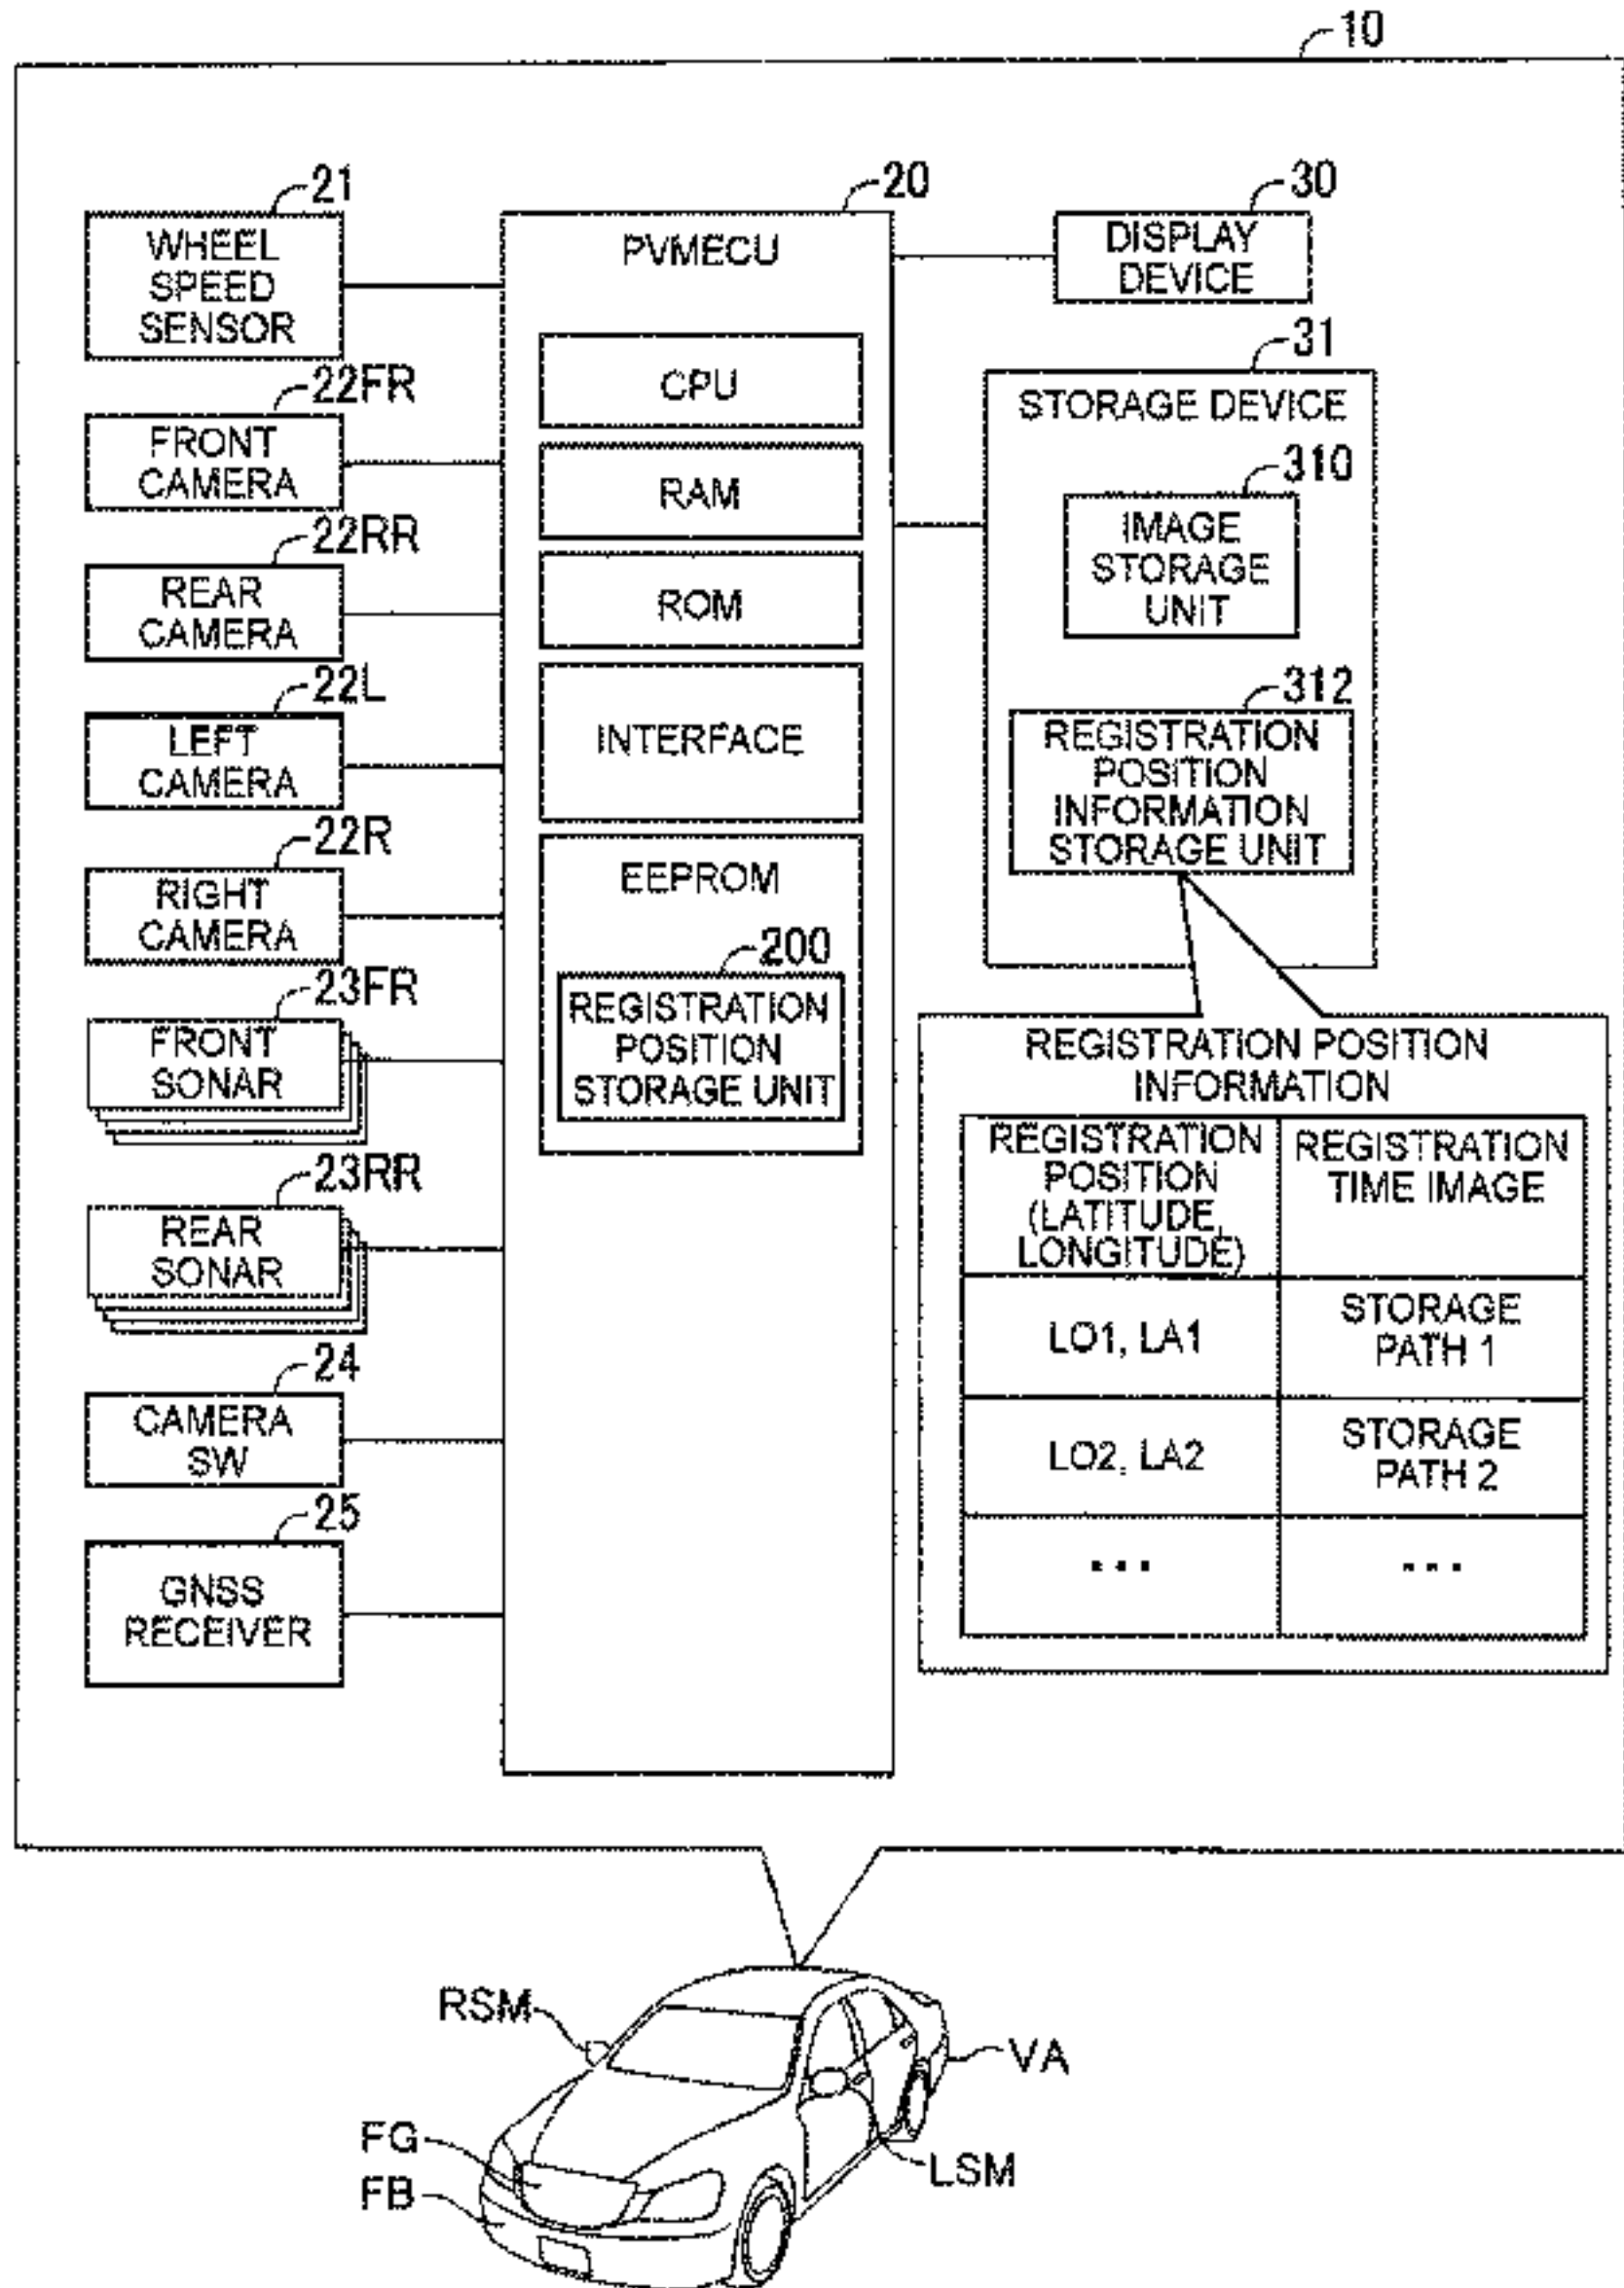 10
21
WHEEL
SPEED
SENSOR
22FR
FRONT
CAMERA
22RR
REAR
CAMERA
22L
LEFT
CAMERA
22R
RIGHT
CAMERA
23FR
FRONT
SONAR
23RR
REAR
SONAR
24
CAMERA
SW
25
GNSS
RECEIVER
20
PVMECU
CPU
RAM
ROM
INTERFACE
EEPROM
200
REGISTRATION
POSITION
STORAGE UNIT
30
DISPLAY
DEVICE
31
STORAGE DEVICE
310
IMAGE
STORAGE
UNIT
312
REGISTRATION
POSITION
INFORMATION
STORAGE UNIT
REGISTRATION POSITION
INFORMATION
REGISTRATION
POSITION
(LATITUDE,
LONGITUDE)
REGISTRATION
TIME IMAGE
LO1, LA1
STORAGE
PATH 1
LO2, LA2
STORAGE
PATH 2
...
...
RSM
VA
FG
LSM
FB